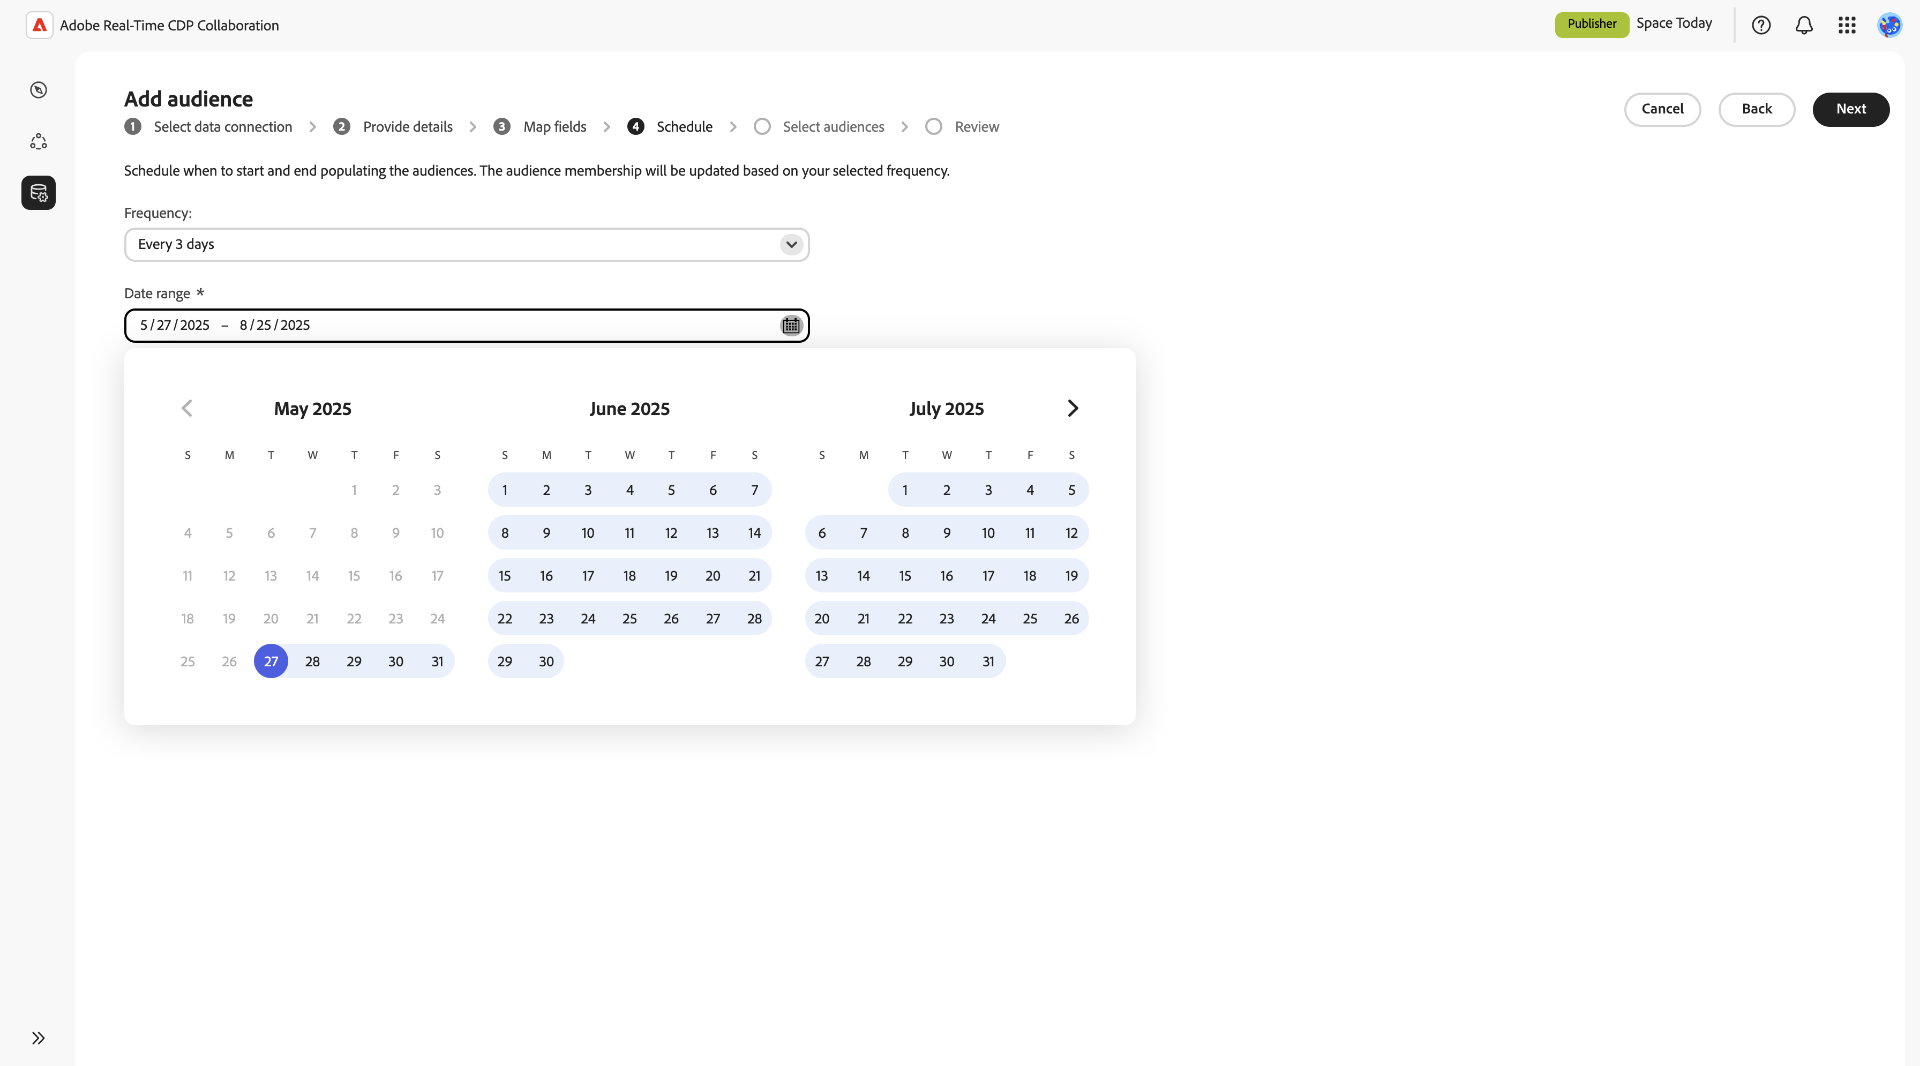 Adobe Real-Time CDP Collaboration
Publisher Space Today
Add audience
Cancel Back Next
1 Select data connection 2 Provide details 3 Map fields 4 Schedule Select audiences Review
Schedule when to start and end populating the audiences. The audience membership will be updated based on your selected frequency.
Frequency:
Every 3 days
Date range *
5 / 27 / 2025 – 8 / 25 / 2025
May 2025 June 2025 July 2025
S M T W T F S S M T W T F S S M T W T F S
1 2 3 1 2 3 4 5 6 7 1 2 3 4 5
4 5 6 7 8 9 10 8 9 10 11 12 13 14 6 7 8 9 10 11 12
11 12 13 14 15 16 17 15 16 17 18 19 20 21 13 14 15 16 17 18 19
18 19 20 21 22 23 24 22 23 24 25 26 27 28 20 21 22 23 24 25 26
25 26 27 28 29 30 31 29 30 27 28 29 30 31